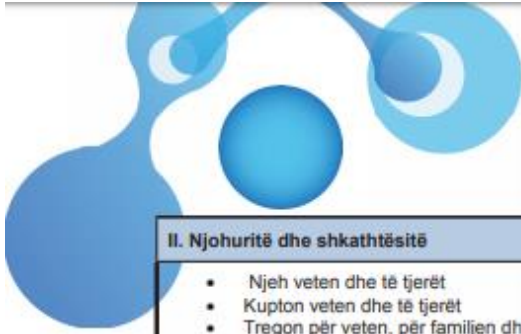 II. Njohuritë dhe shkathtësitë
• Njeh veten dhe të tjerët
• Kupton veten dhe të tjerët
• Tregon për veten, për familjen